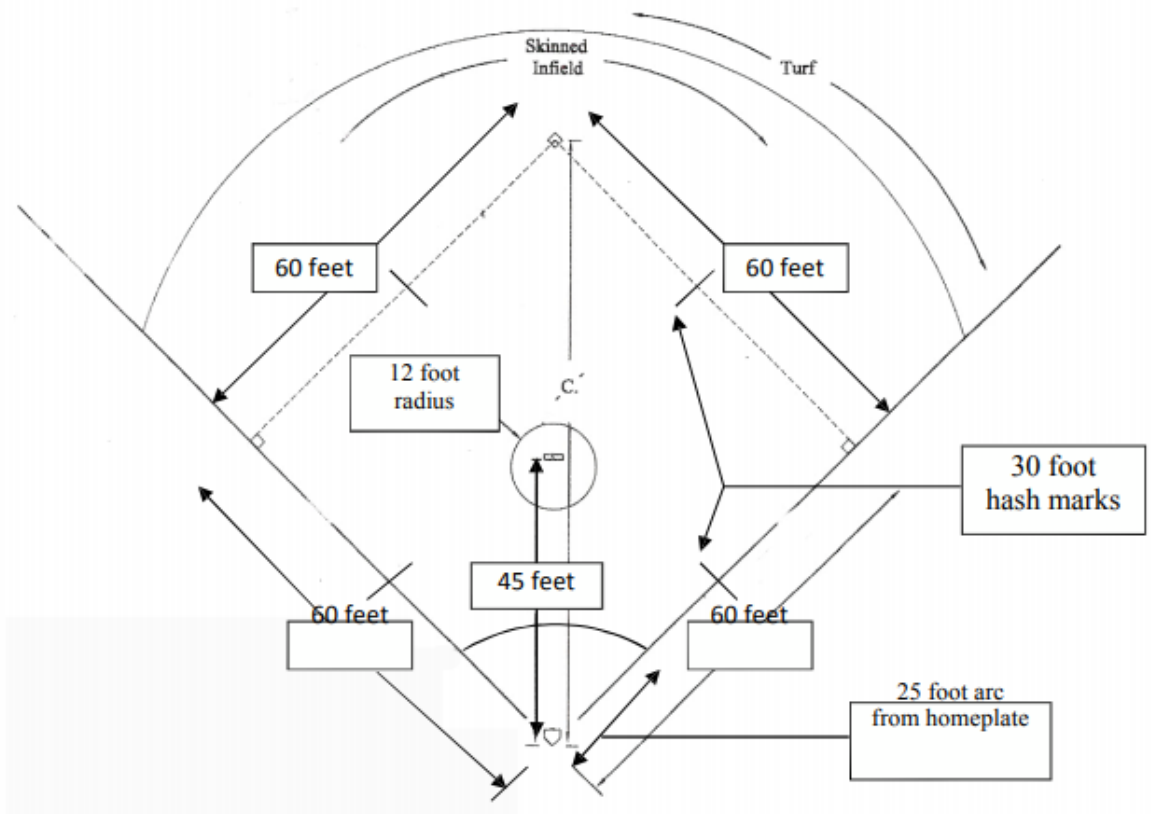 Skinned
Infield
Turf
60 feet
60 feet
12 foot
radius
C.
30 foot
hash marks
45 feet
60 feet
60 feet
25 foot arc
from homeplate